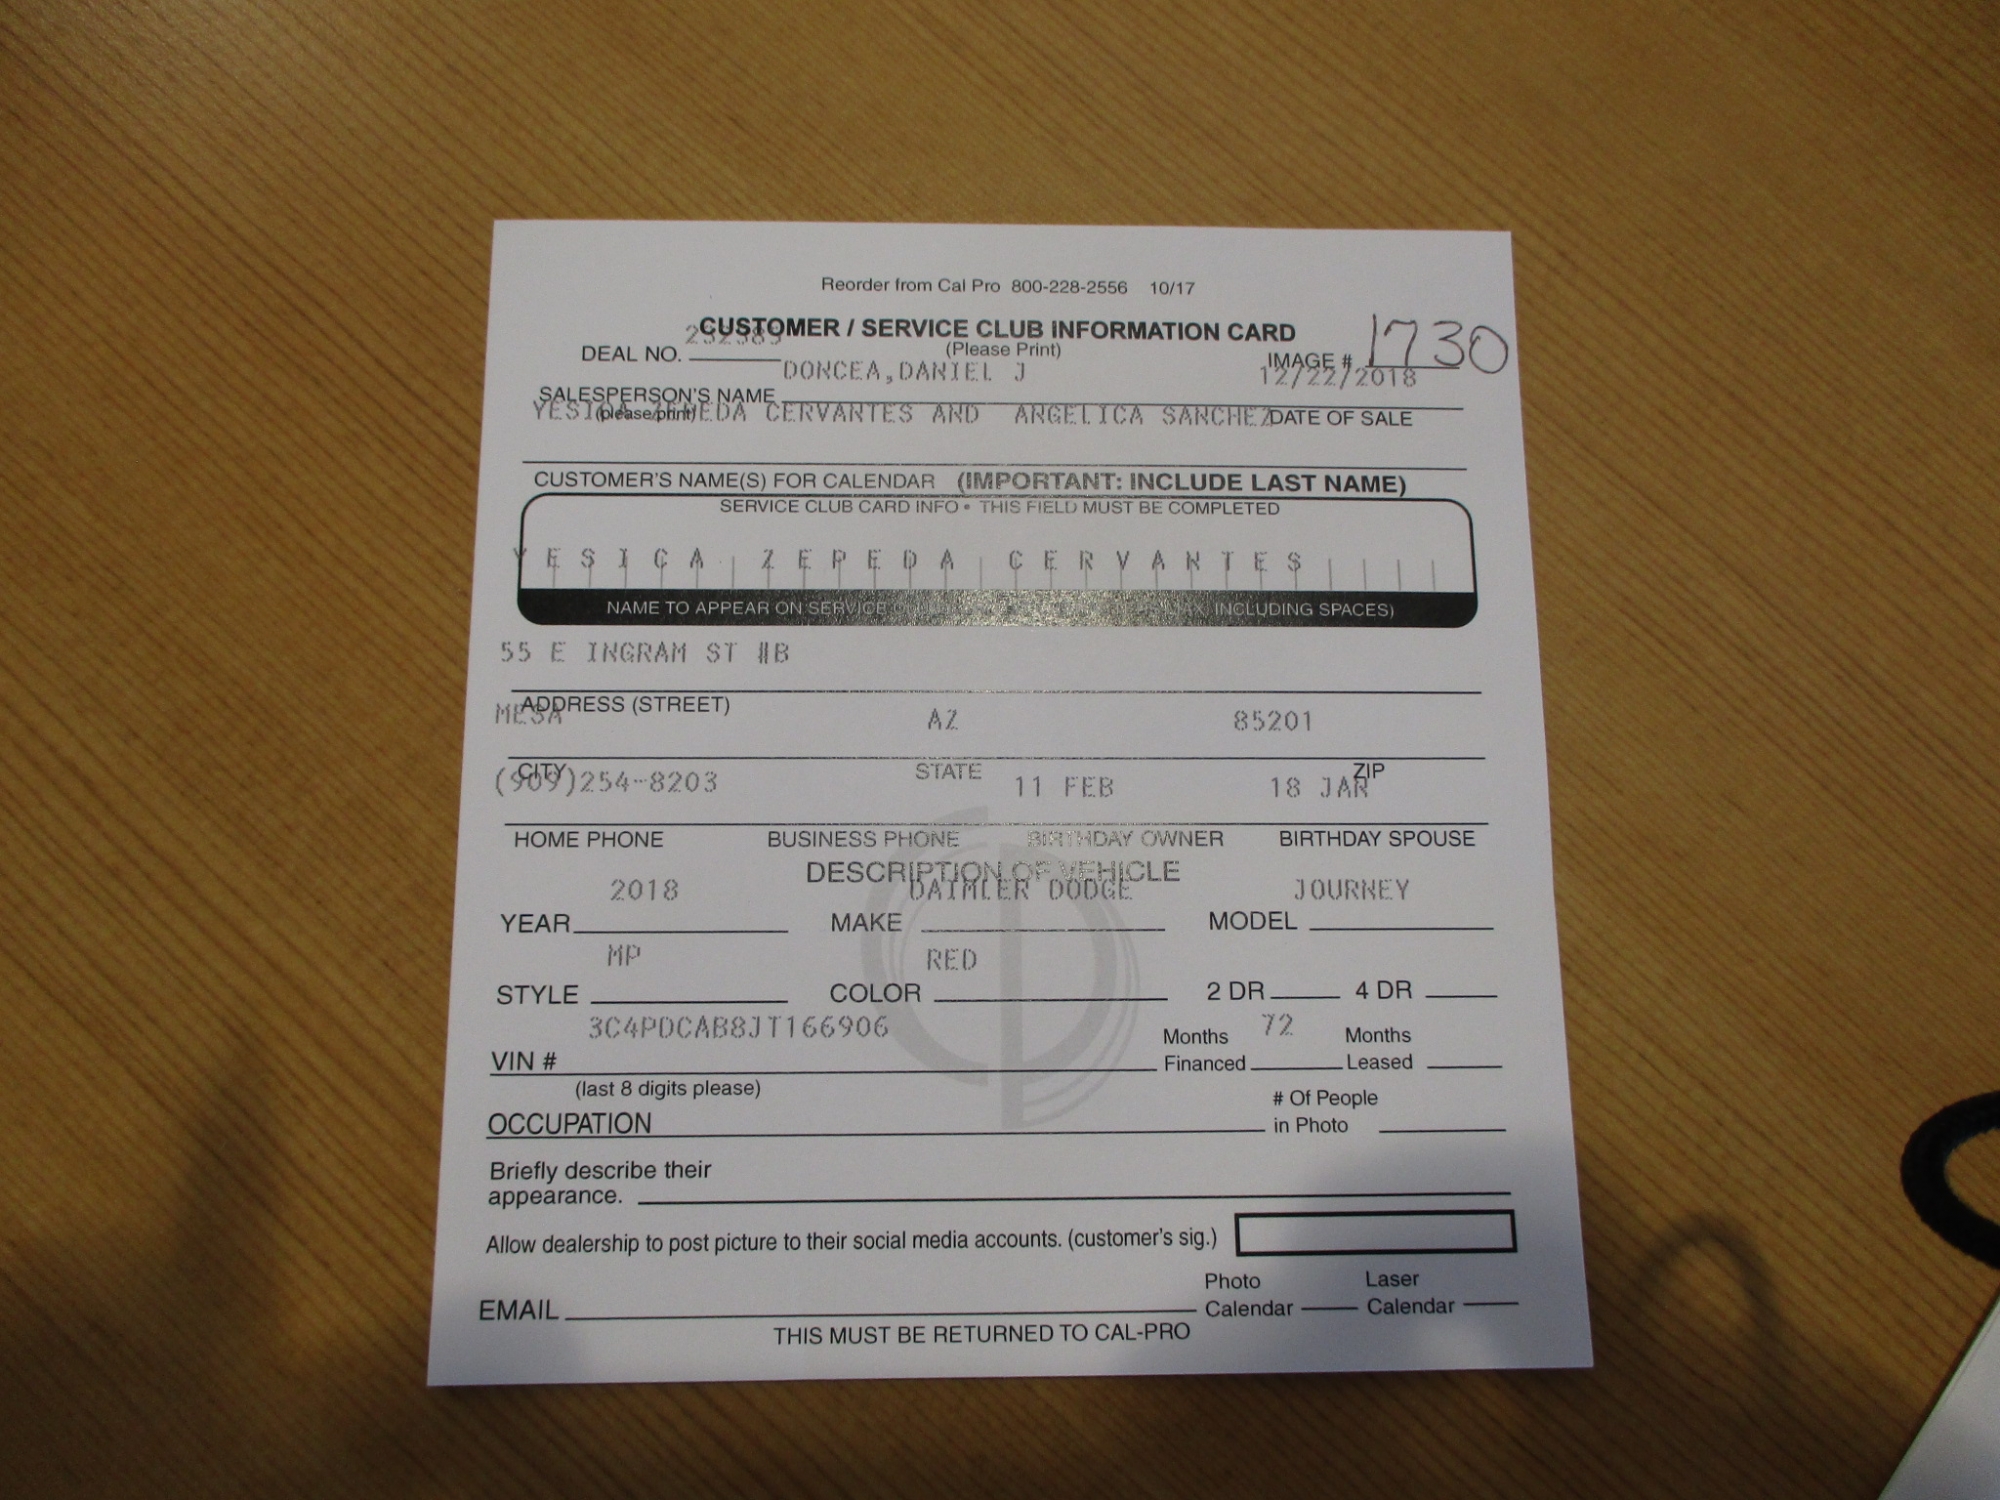 Reorder from Cal Pro 800-228-2556 10/17
CUSTOMER / SERVICE CLUB INFORMATION CARD
232389
DEAL NO. (Please Print) IMAGE # 1730
DONCEA,DANIEL J 12/22/2018
SALESPERSON'S NAME
(please print) DATE OF SALE
YESICA ZEPEDA CERVANTES AND ANGELICA SANCHEZ
CUSTOMER'S NAME(S) FOR CALENDAR (IMPORTANT: INCLUDE LAST NAME)
SERVICE CLUB CARD INFO • THIS FIELD MUST BE COMPLETED
YESICA ZEPEDA CERVANTES
NAME TO APPEAR ON SERVICE INCLUDING SPACES)
55 E INGRAM ST #B
ADDRESS (STREET)
MESA AZ 85201
CITY STATE ZIP
(909)254-8203 11 FEB 18 JAN
HOME PHONE BUSINESS PHONE BIRTHDAY OWNER BIRTHDAY SPOUSE
DESCRIPTION OF VEHICLE
2018 DAIMLER DODGE JOURNEY
YEAR MAKE MODEL
MP RED
STYLE COLOR 2 DR 4 DR
3C4PDCAB8JT166906 Months 72 Months
VIN # Financed Leased
(last 8 digits please) # Of People
OCCUPATION in Photo
Briefly describe their
appearance.
Allow dealership to post picture to their social media accounts. (customer's sig.)
Photo Laser
EMAIL Calendar Calendar
THIS MUST BE RETURNED TO CAL-PRO